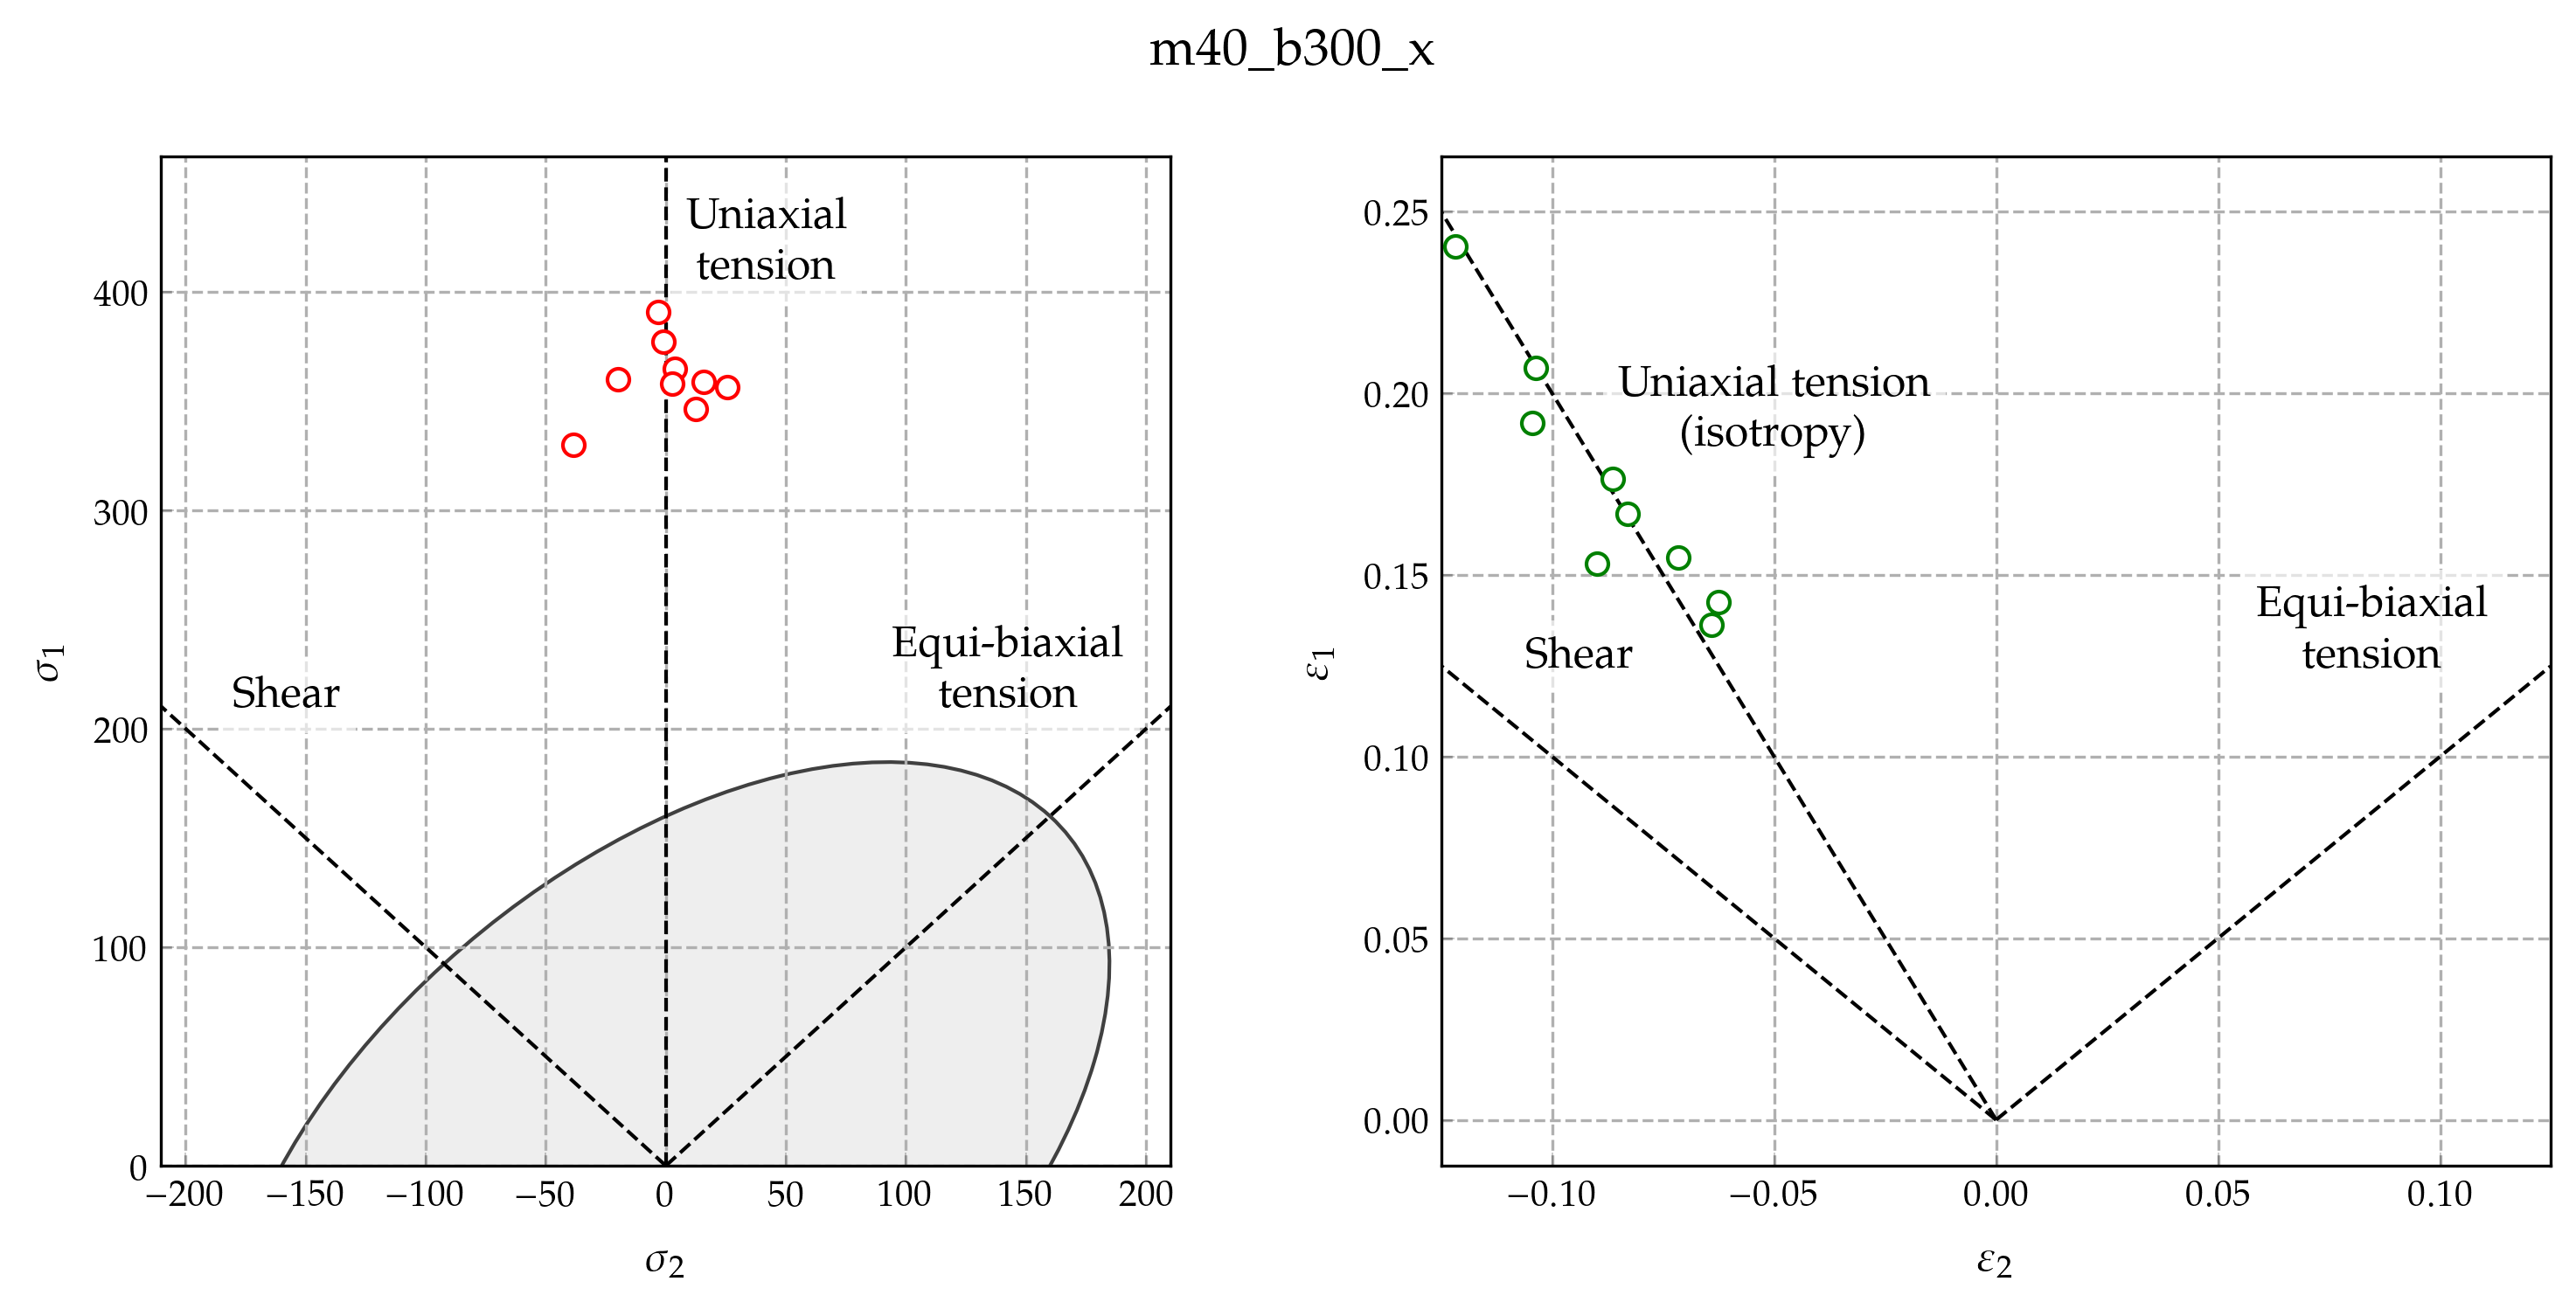 m40_b300_x
Uniaxial
tension
Shear
Equi-biaxial
tension
400
300
200
100
0
−200 −150 −100 −50 0 50 100 150 200
σ1
σ2
Uniaxial tension
(isotropy)
Shear
Equi-biaxial
tension
0.25
0.20
0.15
0.10
0.05
0.00
−0.10 −0.05 0.00 0.05 0.10
ε1
ε2